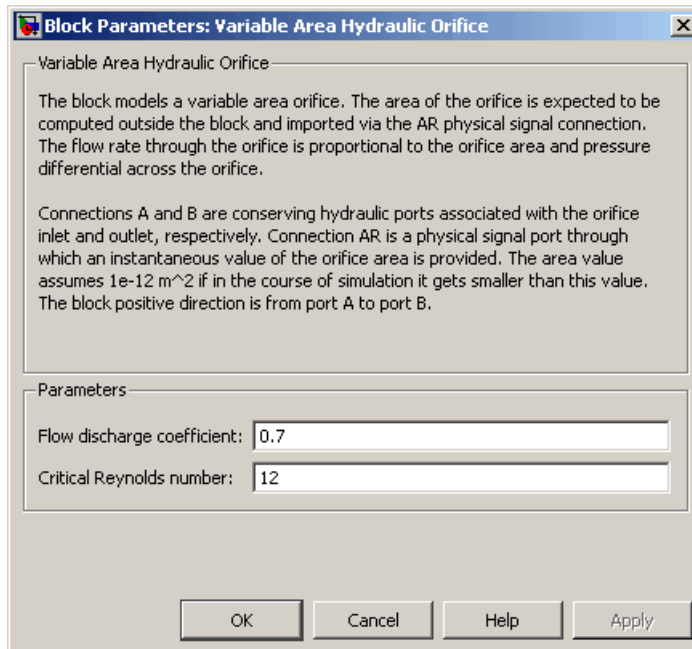 Block Parameters: Variable Area Hydraulic Orifice
Variable Area Hydraulic Orifice
The block models a variable area orifice. The area of the orifice is expected to be
computed outside the block and imported via the AR physical signal connection.
The flow rate through the orifice is proportional to the orifice area and pressure
differential across the orifice.
Connections A and B are conserving hydraulic ports associated with the orifice
inlet and outlet, respectively. Connection AR is a physical signal port through
which an instantaneous value of the orifice area is provided. The area value
assumes 1e-12 m^2 if in the course of simulation it gets smaller than this value.
The block positive direction is from port A to port B.
Parameters
Flow discharge coefficient: 0.7
Critical Reynolds number: 12
OK Cancel Help Apply